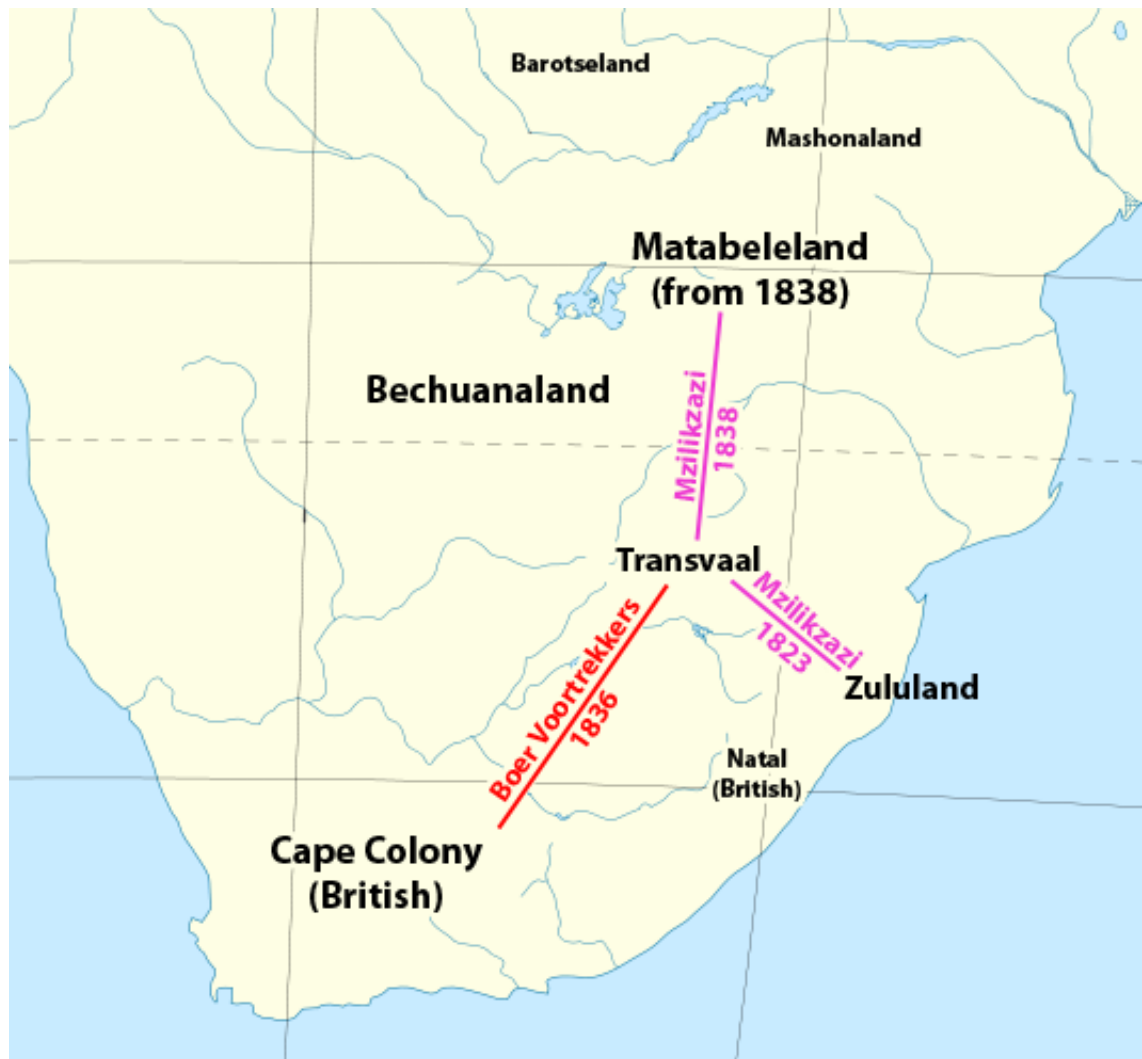 Barotseland
Mashonaland
Matabeleland
(from 1838)
Bechuanaland
Mzilikzazi
1838
Transvaal
Mzilikzazi
1823
Zululand
Boer Voortrekkers
1836
Natal
(British)
Cape Colony
(British)